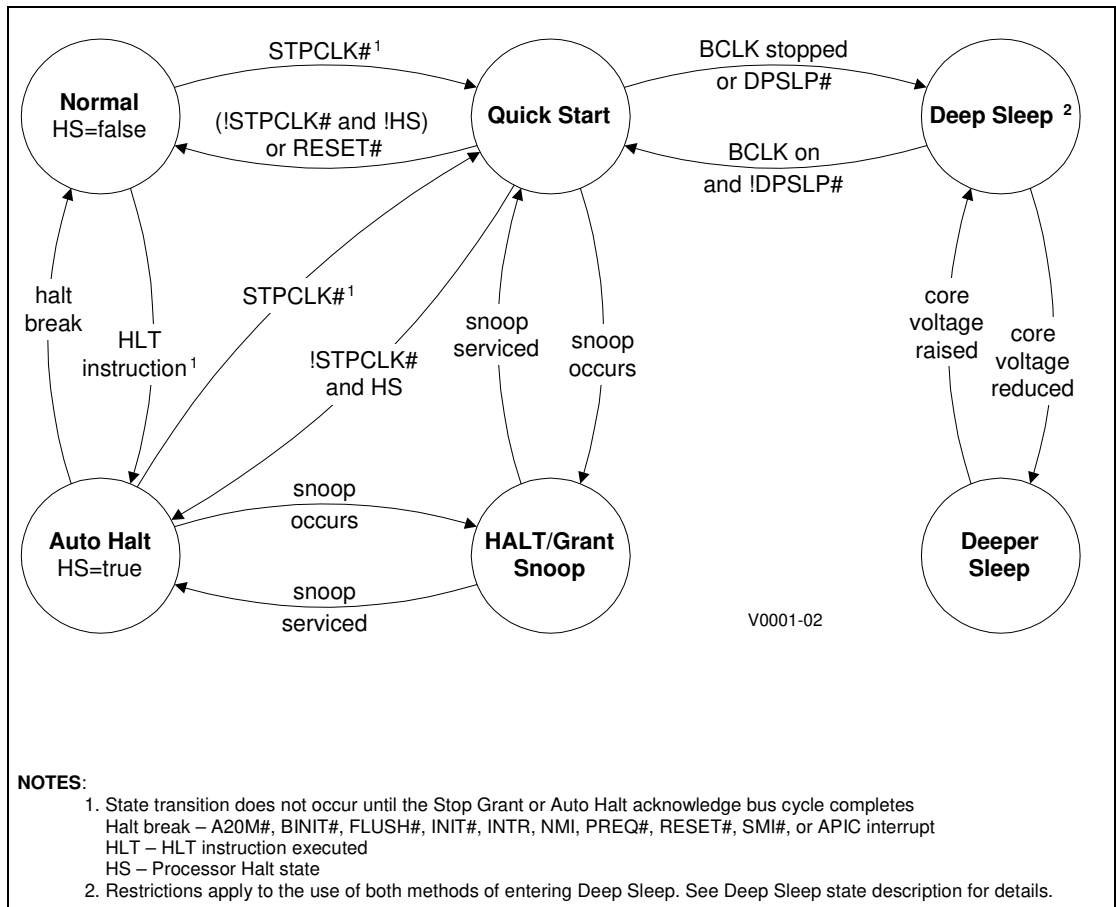 STPCLK#1
BCLK stopped
or DPSLP#
Normal
HS=false
(!STPCLK# and !HS)
or RESET#
Quick Start
Deep Sleep 2
BCLK on
and !DPSLP#
halt
break
HLT
instruction1
STPCLK#1
!STPCLK#
and HS
snoop
serviced
snoop
occurs
core
voltage
raised
core
voltage
reduced
Auto Halt
HS=true
snoop
occurs
snoop
serviced
HALT/Grant
Snoop
Deeper
Sleep
V0001-02
NOTES:
1. State transition does not occur until the Stop Grant or Auto Halt acknowledge bus cycle completes
Halt break – A20M#, BINIT#, FLUSH#, INIT#, INTR, NMI, PREQ#, RESET#, SMI#, or APIC interrupt
HLT – HLT instruction executed
HS – Processor Halt state
2. Restrictions apply to the use of both methods of entering Deep Sleep. See Deep Sleep state description for details.